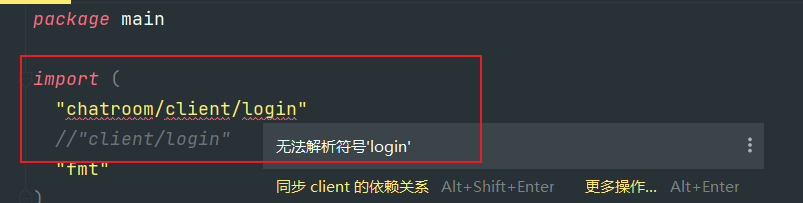 package main
import (
"chatroom/client/login"
//"client/login"
无法解析符号'login'
"fmt"
同步 client 的依赖关系 Alt+Shift+Enter 更多操作... Alt+Enter
)